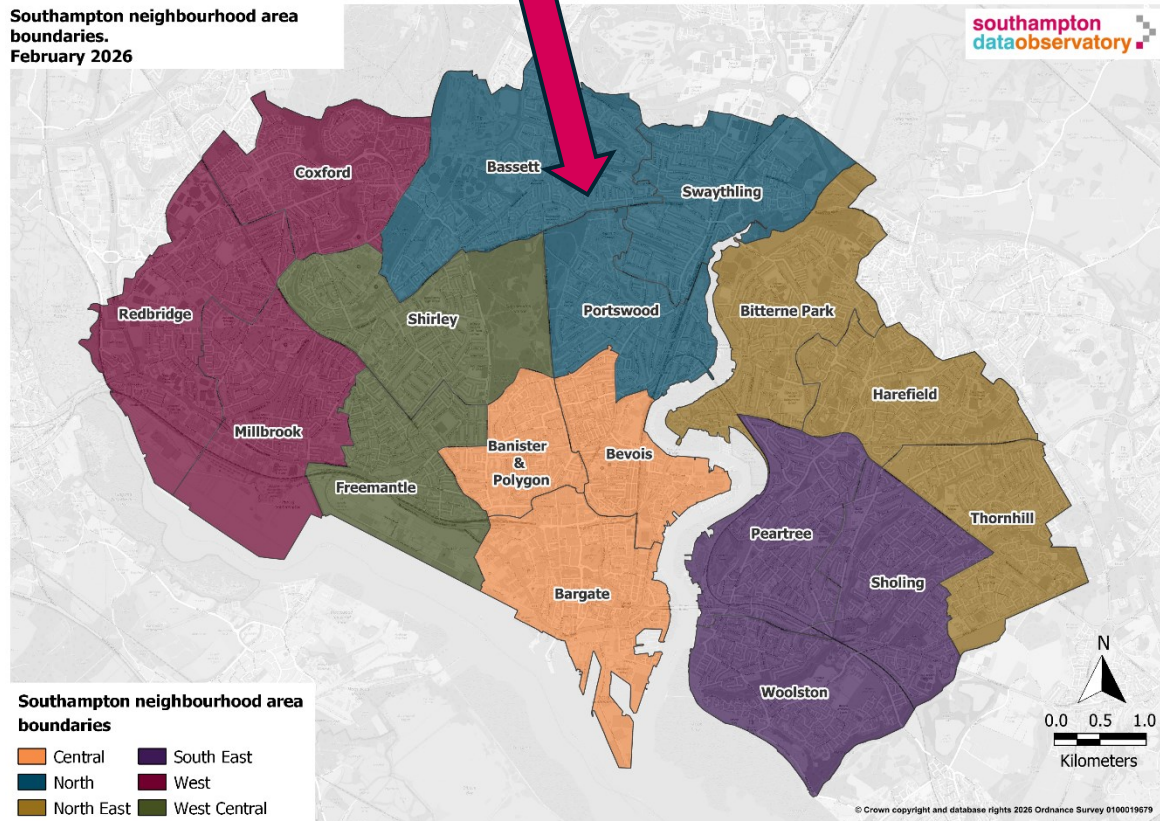 Southampton neighbourhood area
boundaries.
February 2026
southampton
dataobservatory
Coxford
Bassett
Swaythling
Redbridge
Shirley
Portswood
Bitterne Park
Harefield
Millbrook
Banister
&
Polygon
Bevois
Freemantle
Thornhill
Peartree
Sholing
Bargate
Woolston
N
0.0 0.5 1.0
Kilometers
Southampton neighbourhood area
boundaries
Central
South East
North
West
North East
West Central
© Crown copyright and database rights 2026 Ordnance Survey 0100019679